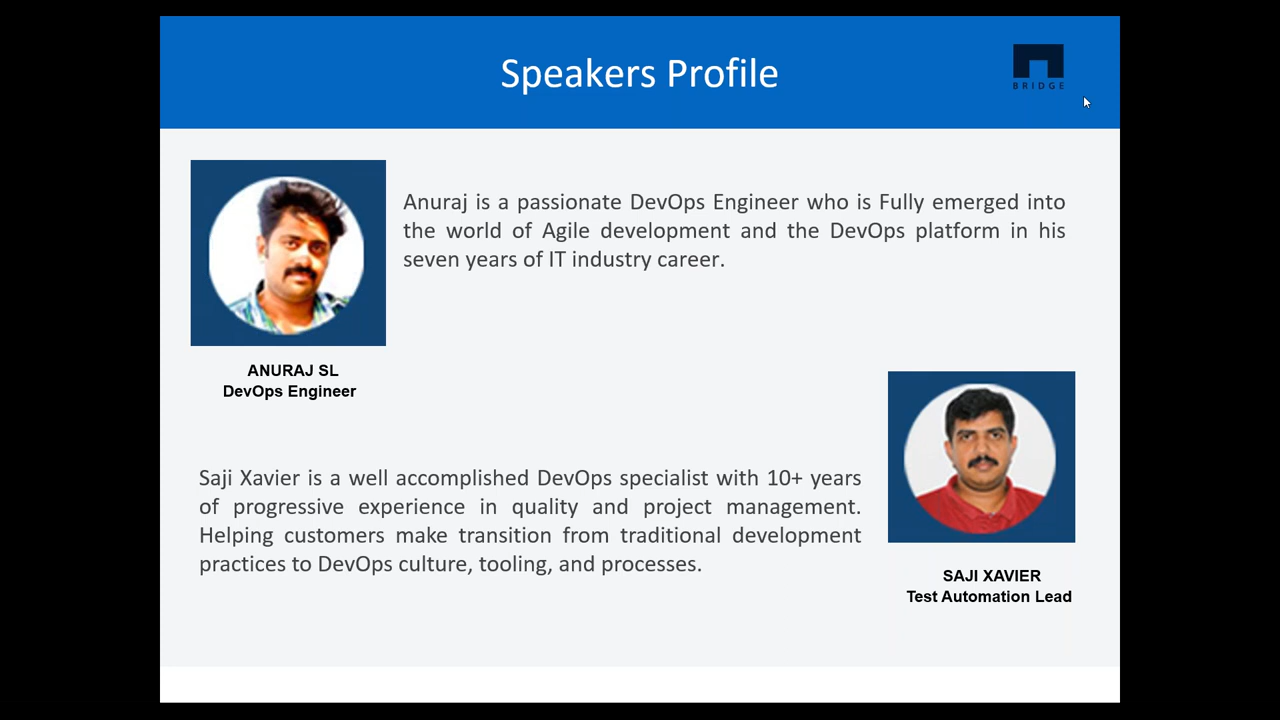 Speakers Profile
BRIDGE
Anuraj is a passionate DevOps Engineer who is Fully emerged into
the world of Agile development and the DevOps platform in his
seven years of IT industry career.
ANURAJ SL
DevOps Engineer
Saji Xavier is a well accomplished DevOps specialist with 10+ years
of progressive experience in quality and project management.
Helping customers make transition from traditional development
practices to DevOps culture, tooling, and processes.
SAJI XAVIER
Test Automation Lead